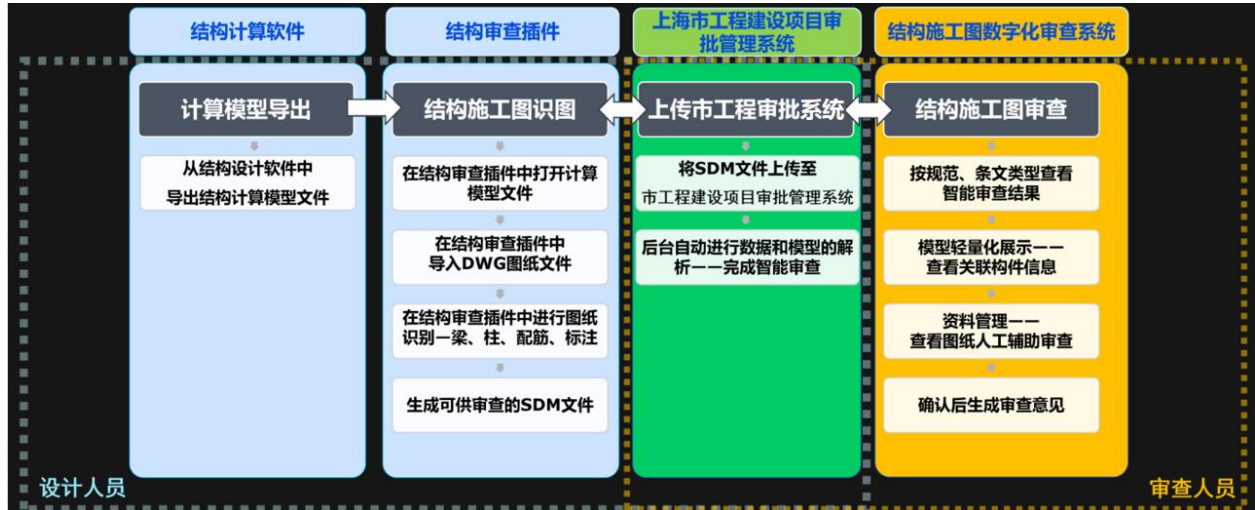 结构计算软件
结构审查插件
上海市工程建设项目审
批管理系统
结构施工图数字化审查系统
计算模型导出
结构施工图识图
上传市工程审批系统
结构施工图审查
从结构设计软件中
导出结构计算模型文件
在结构审查插件中打开计算
模型文件
在结构审查插件中
导入DWG图纸文件
在结构审查插件中进行图纸
识别一梁、柱、配筋、标注
生成可供审查的SDM文件
将SDM文件上传至
市工程建设项目审批管理系统
后台自动进行数据和模型的解
析一一完成智能审查
按规范、条文类型查看
智能审查结果
模型轻量化展示一一
查看关联构件信息
资料管理一一
查看图纸人工辅助审查
确认后生成审查意见
设计人员
审查人员